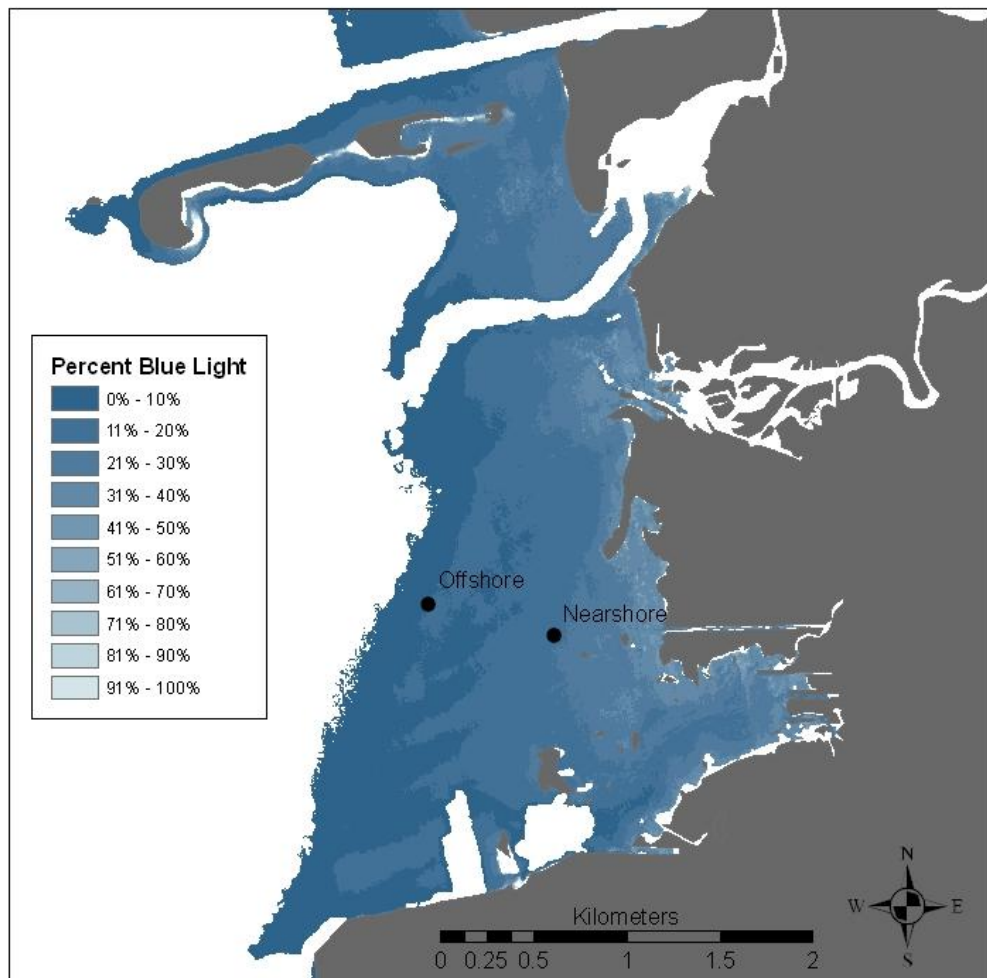 Percent Blue Light
0% - 10%
11% - 20%
21% - 30%
31% - 40%
41% - 50%
51% - 60%
61% - 70%
71% - 80%
81% - 90%
91% - 100%
Offshore
Nearshore
N
W E
S
Kilometers
0 0.25 0.5 1 1.5 2